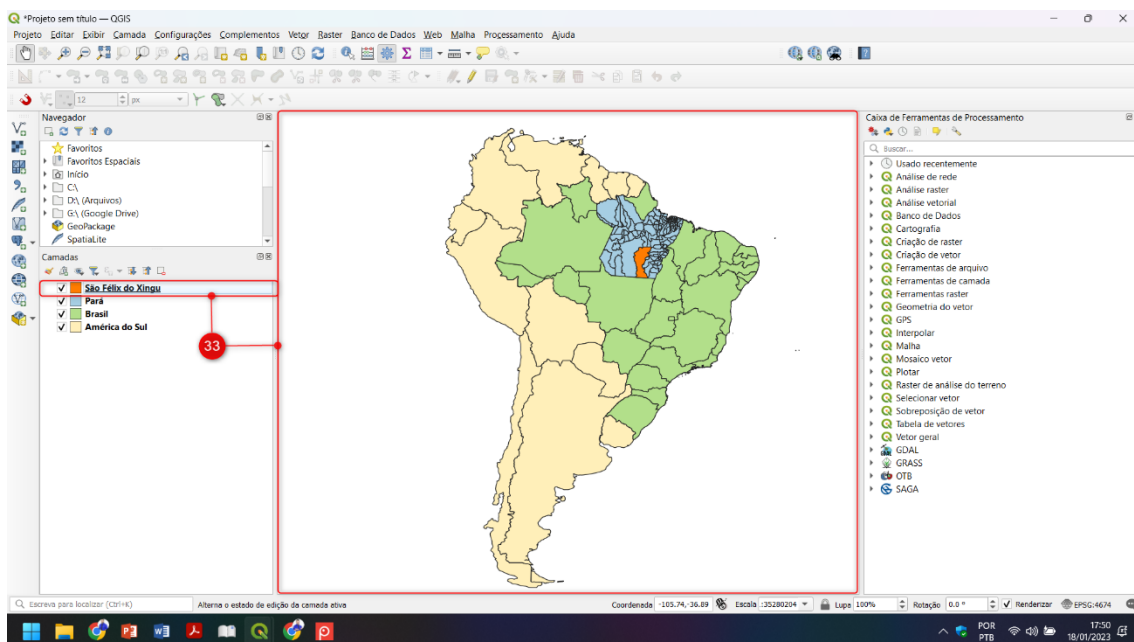 *Projeto sem título — QGIS
Projeto Editar Exibir Camada Configurações Complementos Vetor Raster Banco de Dados Web Malha Processamento Ajuda
12 px
Navegador
Favoritos
Favoritos Espaciais
Início
C:\
D:\ (Arquivos)
G:\ (Google Drive)
GeoPackage
SpatiaLite
Camadas
São Félix do Xingu
Pará
Brasil
América do Sul
33
Caixa de Ferramentas de Processamento
Buscar...
Usado recentemente
Análise de rede
Análise raster
Análise vetorial
Banco de Dados
Cartografia
Criação de raster
Criação de vetor
Ferramentas de arquivo
Ferramentas de camada
Ferramentas raster
Geometria do vetor
GPS
Interpolar
Malha
Mosaico vetor
Plotar
Raster de análise do terreno
Selecionar vetor
Sobreposição de vetor
Tabela de vetores
Vetor geral
GDAL
GRASS
OTB
SAGA
Escreva para localizar (Ctrl+K) Alterna o estado de edição da camada ativa Coordenada -105.74,-36.89 Escala :35280204 Lupa 100% Rotação 0.0 ° Renderizar EPSG:4674
POR
PTB
17:50
18/01/2023